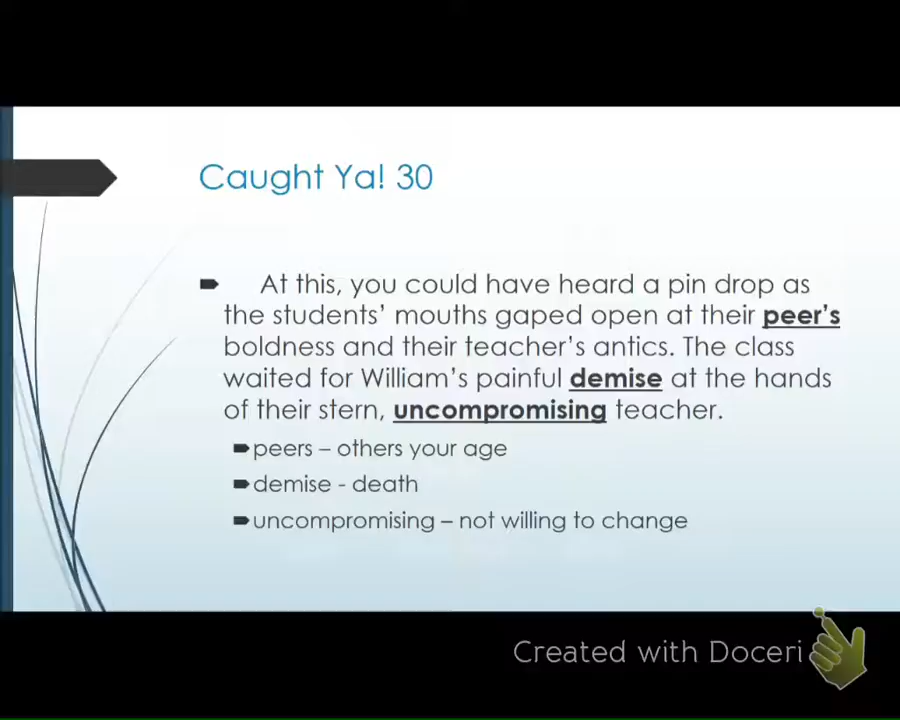 Caught Ya! 30
At this, you could have heard a pin drop as
the students' mouths gaped open at their peer's
boldness and their teacher's antics. The class
waited for William's painful demise at the hands
of their stern, uncompromising teacher.
peers – others your age
demise - death
uncompromising – not willing to change
Created with Doceri